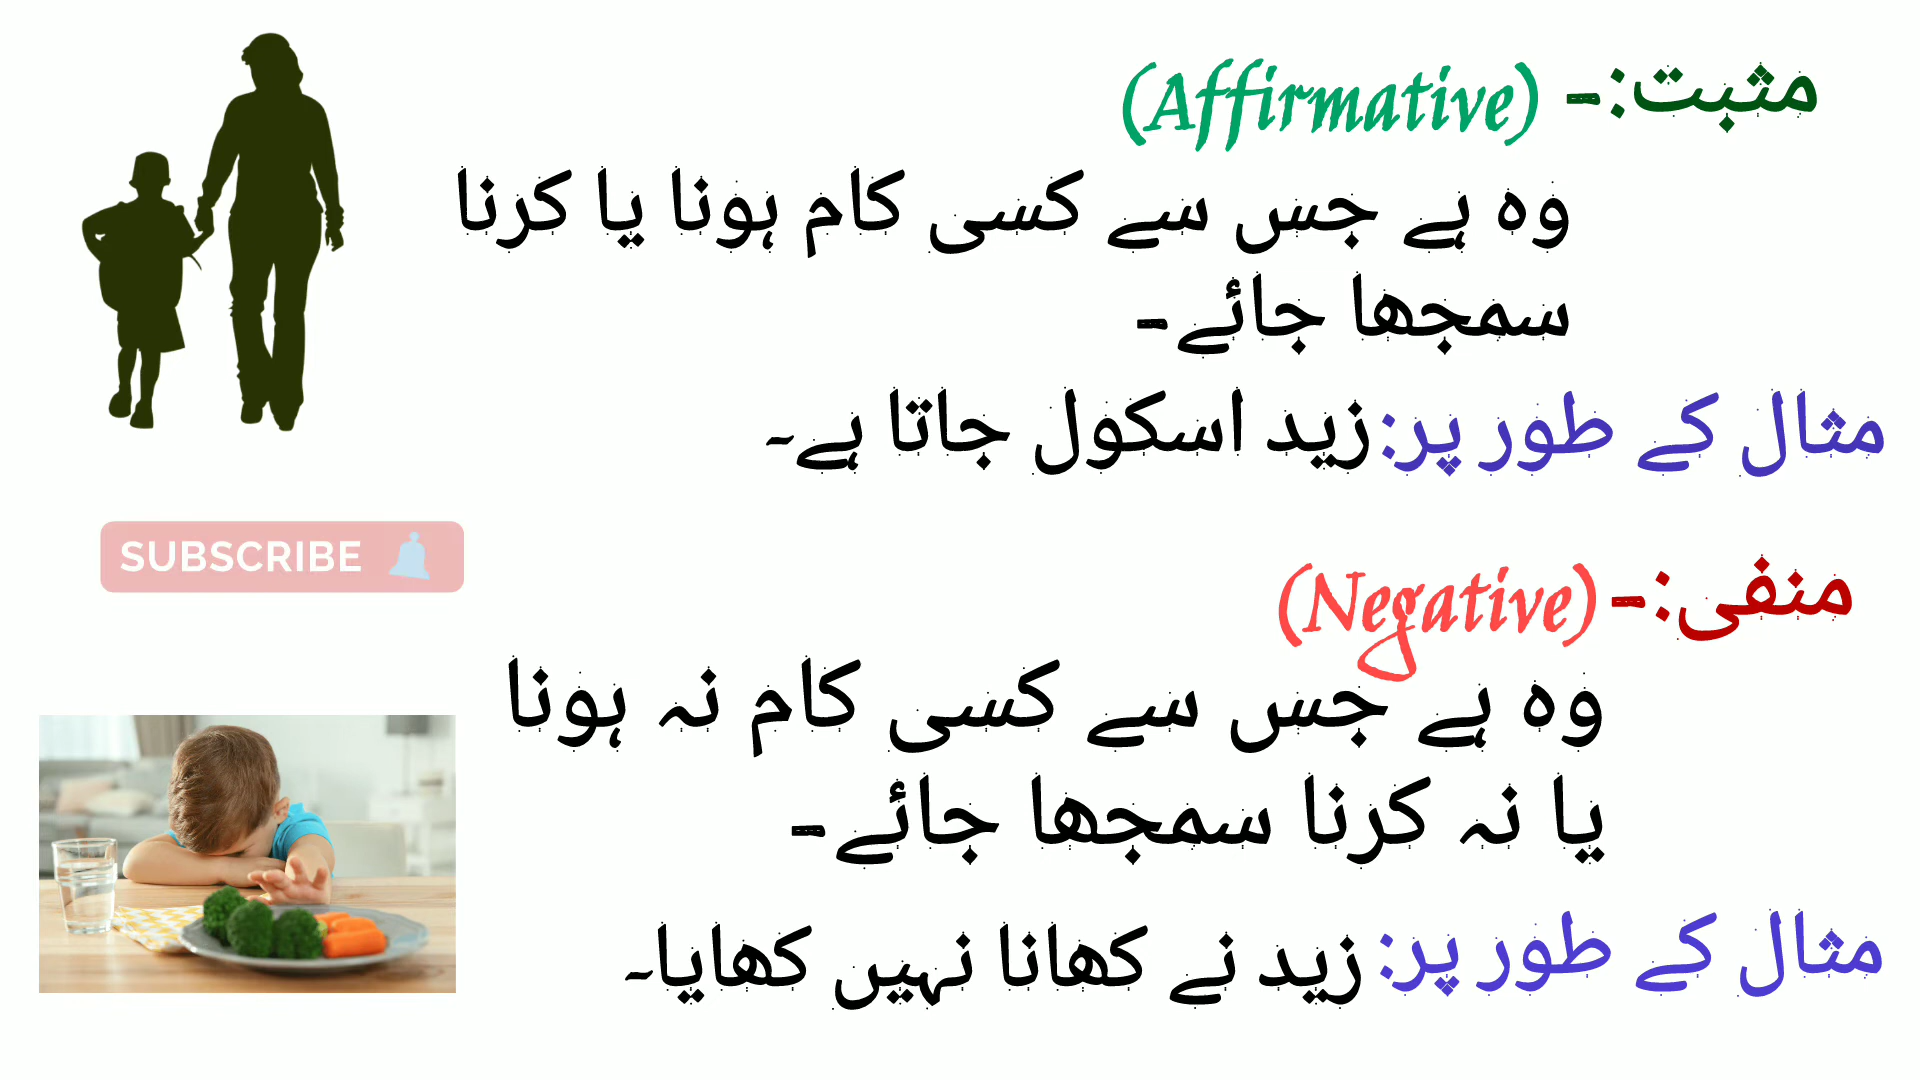 مثبت:- (Affirmative)
وہ ہے جس سے کسی کام ہونا یا کرنا
سمجھا جائے-
مثال کے طور پر: زید اسکول جاتا ہے۔
SUBSCRIBE
منفی:- (Negative)
وہ ہے جس سے کسی کام نہ ہونا
یا نہ کرنا سمجھا جائے-
مثال کے طور پر: زید نے کھانا نہیں کھایا۔